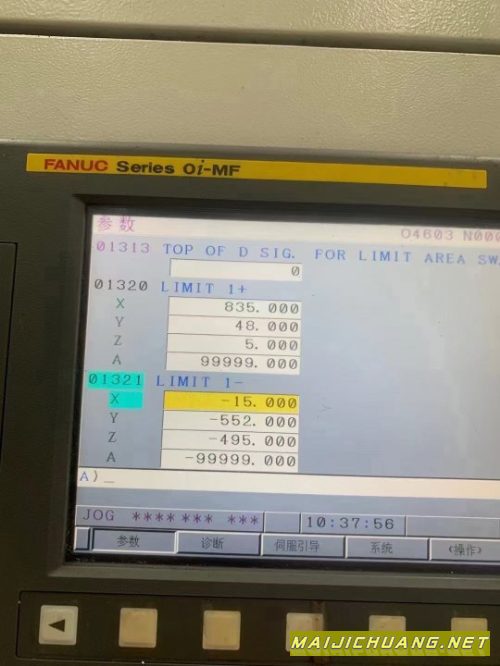 FANUC Series 0i-MF
参数
O4603 N000
01313 TOP OF D SIG. FOR LIMIT AREA SW
0
01320 LIMIT 1+
X 835.000
Y 48.000
Z 5.000
A 99999.000
01321 LIMIT 1-
X -15.000
Y -552.000
Z -495.000
A -99999.000
A)_
JOG **** *** *** 10:37:56
参数 诊断 伺服引导 系统 (操作)
MAIJICHUANG.NET